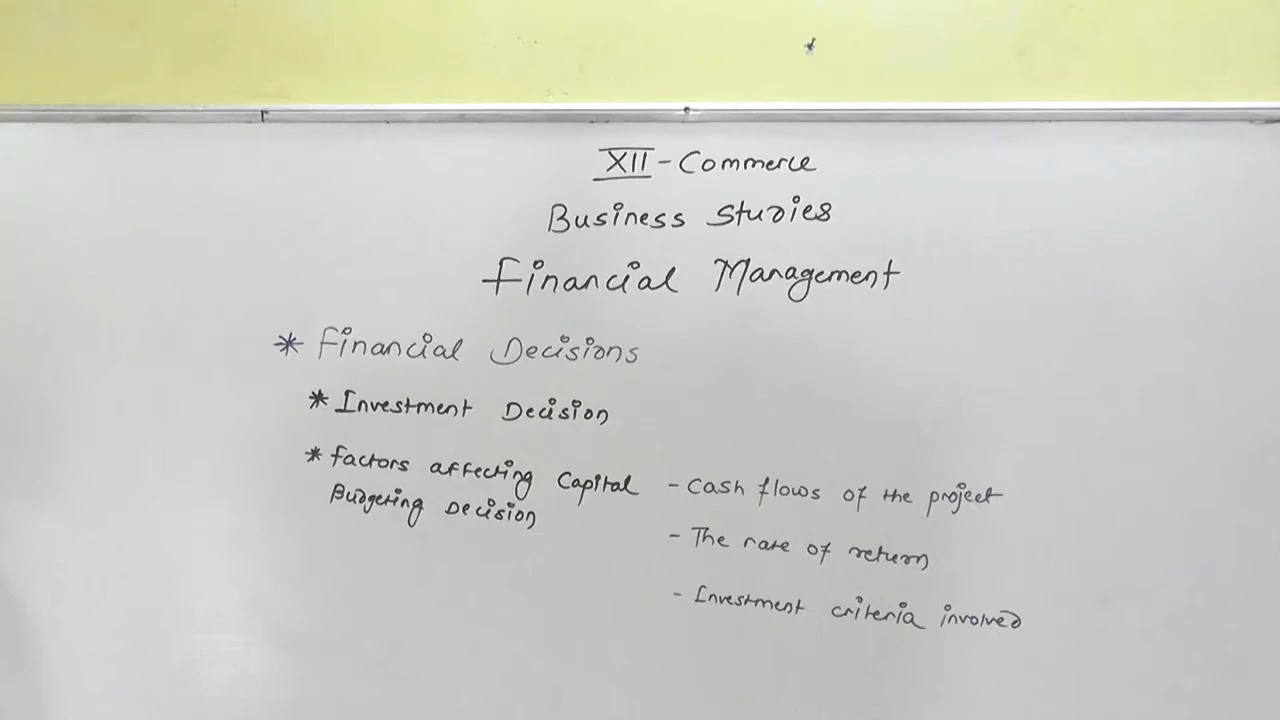 XII - Commerce
Business Studies
Financial Management
* Financial Decisions
* Investment Decision
* Factors affecting Capital
Budgeting Decision
- Cash flows of the project
- The rate of return
- Investment criteria involved